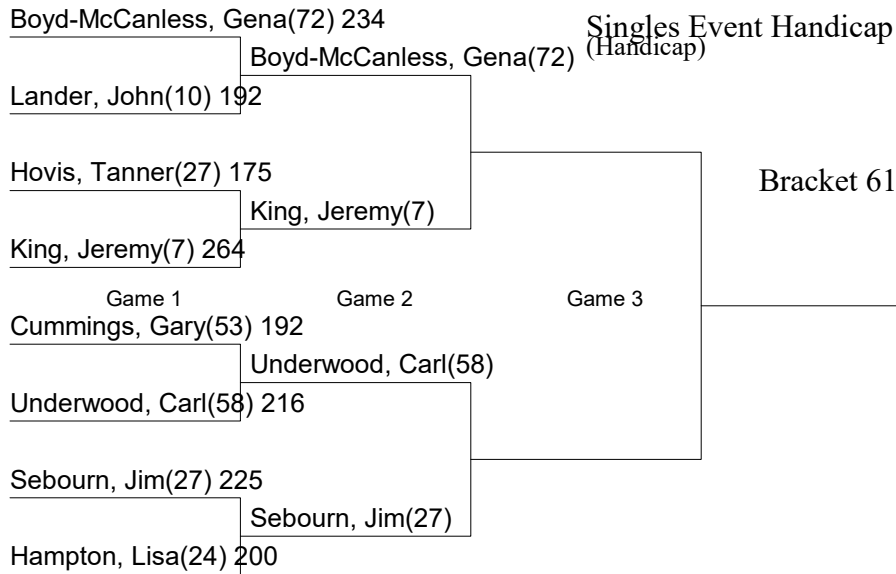 Boyd-McCanless, Gena(72) 234
Singles Event Handicap
(Handicap)
Boyd-McCanless, Gena(72)
Lander, John(10) 192
Hovis, Tanner(27) 175
Bracket 61
King, Jeremy(7)
King, Jeremy(7) 264
Game 1
Game 2
Game 3
Cummings, Gary(53) 192
Underwood, Carl(58)
Underwood, Carl(58) 216
Sebourn, Jim(27) 225
Sebourn, Jim(27)
Hampton, Lisa(24) 200